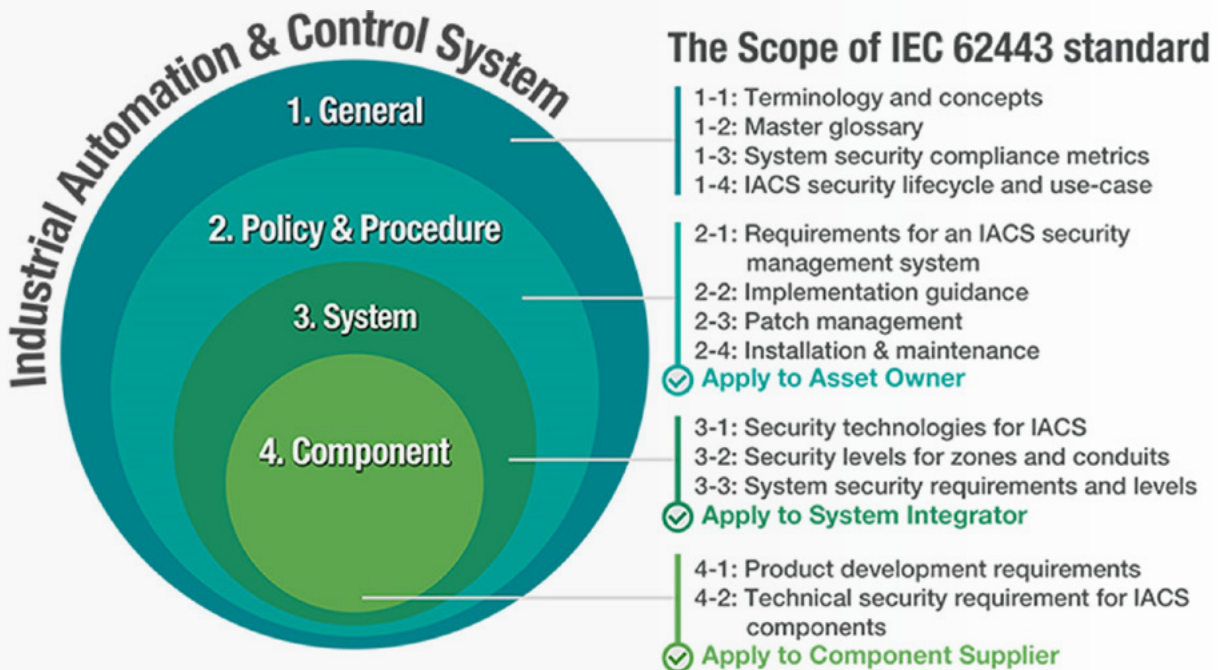 Industrial Automation & Control System
1. General
2. Policy & Procedure
3. System
4. Component
The Scope of IEC 62443 standard
1-1: Terminology and concepts
1-2: Master glossary
1-3: System security compliance metrics
1-4: IACS security lifecycle and use-case
2-1: Requirements for an IACS security
management system
2-2: Implementation guidance
2-3: Patch management
2-4: Installation & maintenance
Apply to Asset Owner
3-1: Security technologies for IACS
3-2: Security levels for zones and conduits
3-3: System security requirements and levels
Apply to System Integrator
4-1: Product development requirements
4-2: Technical security requirement for IACS
components
Apply to Component Supplier